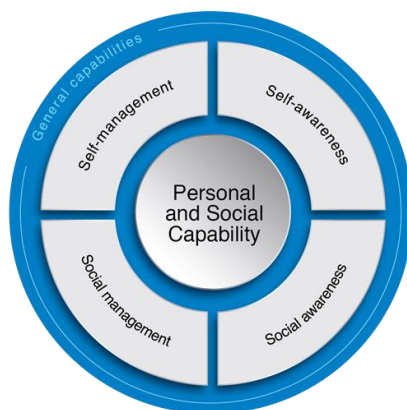 General capabilities
Self-management
Self-awareness
Personal
and Social
Capability
Social management
Social awareness